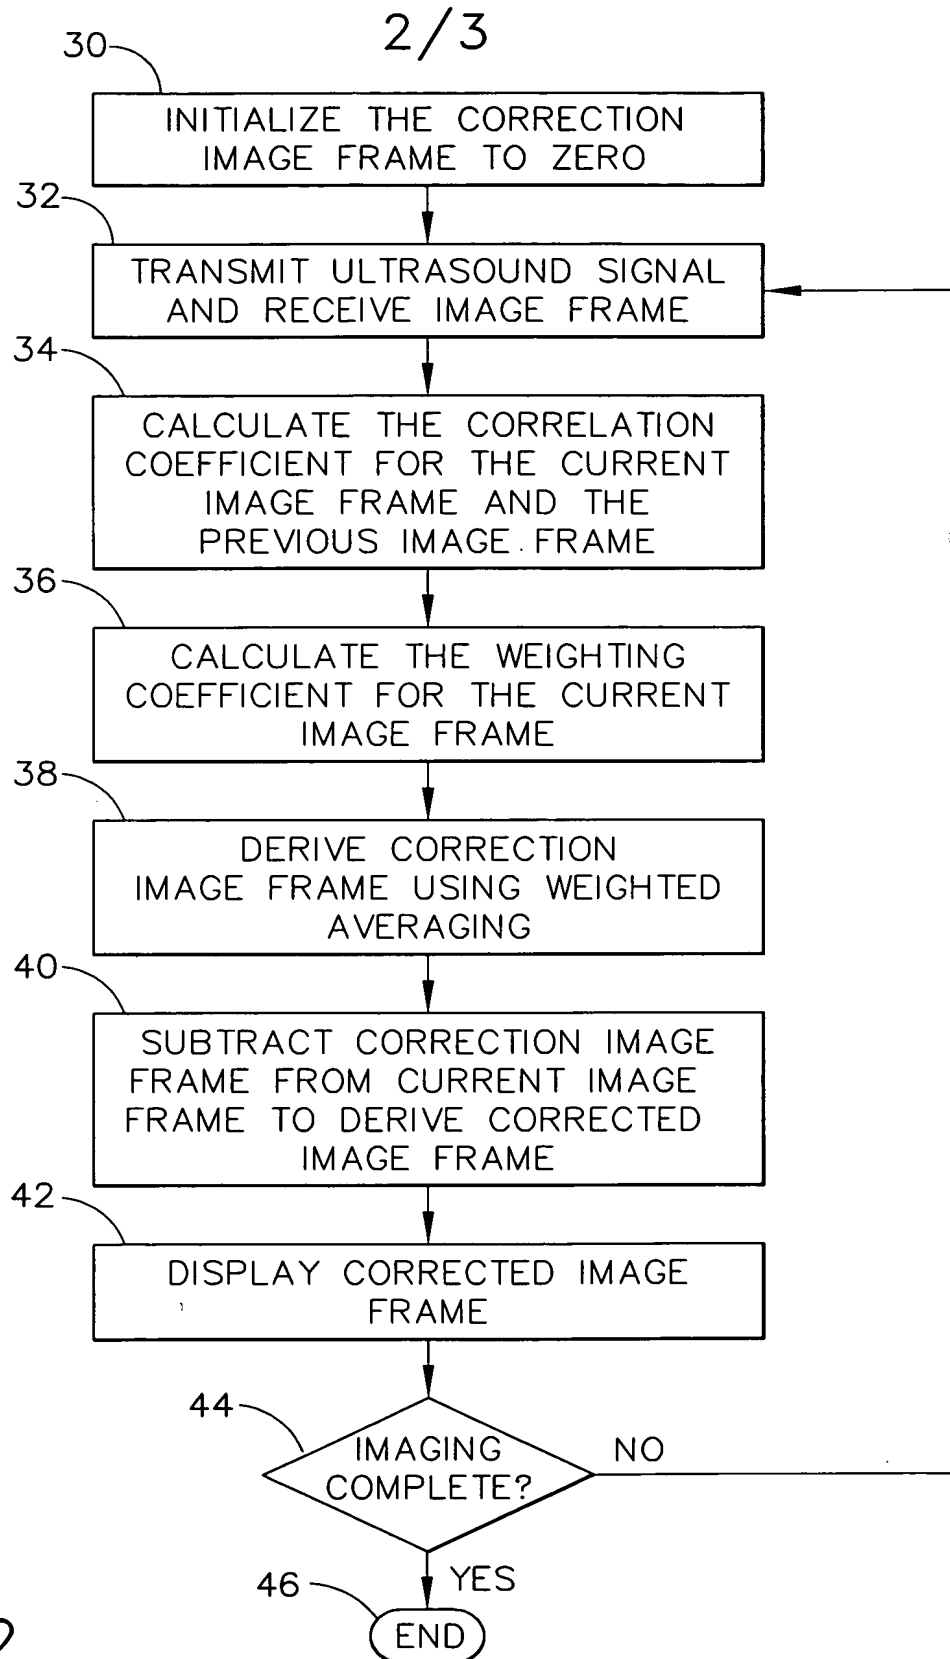 2/3
30
INITIALIZE THE CORRECTION
IMAGE FRAME TO ZERO
32
TRANSMIT ULTRASOUND SIGNAL
AND RECEIVE IMAGE FRAME
34
CALCULATE THE CORRELATION
COEFFICIENT FOR THE CURRENT
IMAGE FRAME AND THE
PREVIOUS IMAGE FRAME
36
CALCULATE THE WEIGHTING
COEFFICIENT FOR THE CURRENT
IMAGE FRAME
38
DERIVE CORRECTION
IMAGE FRAME USING WEIGHTED
AVERAGING
40
SUBTRACT CORRECTION IMAGE
FRAME FROM CURRENT IMAGE
FRAME TO DERIVE CORRECTED
IMAGE FRAME
42
DISPLAY CORRECTED IMAGE
FRAME
44
IMAGING
COMPLETE?
NO
YES
46
END